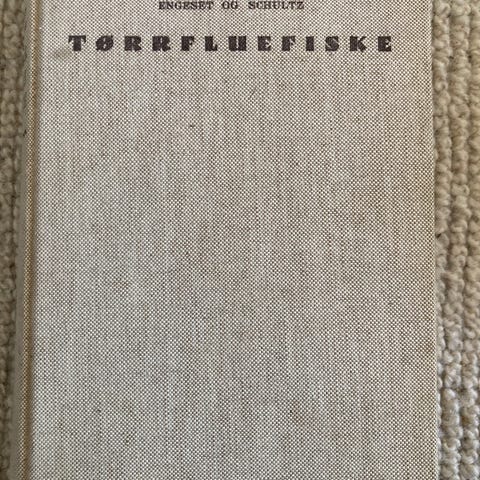 ENGESET OG SCHULTZ
TØRRFLUEFISKE